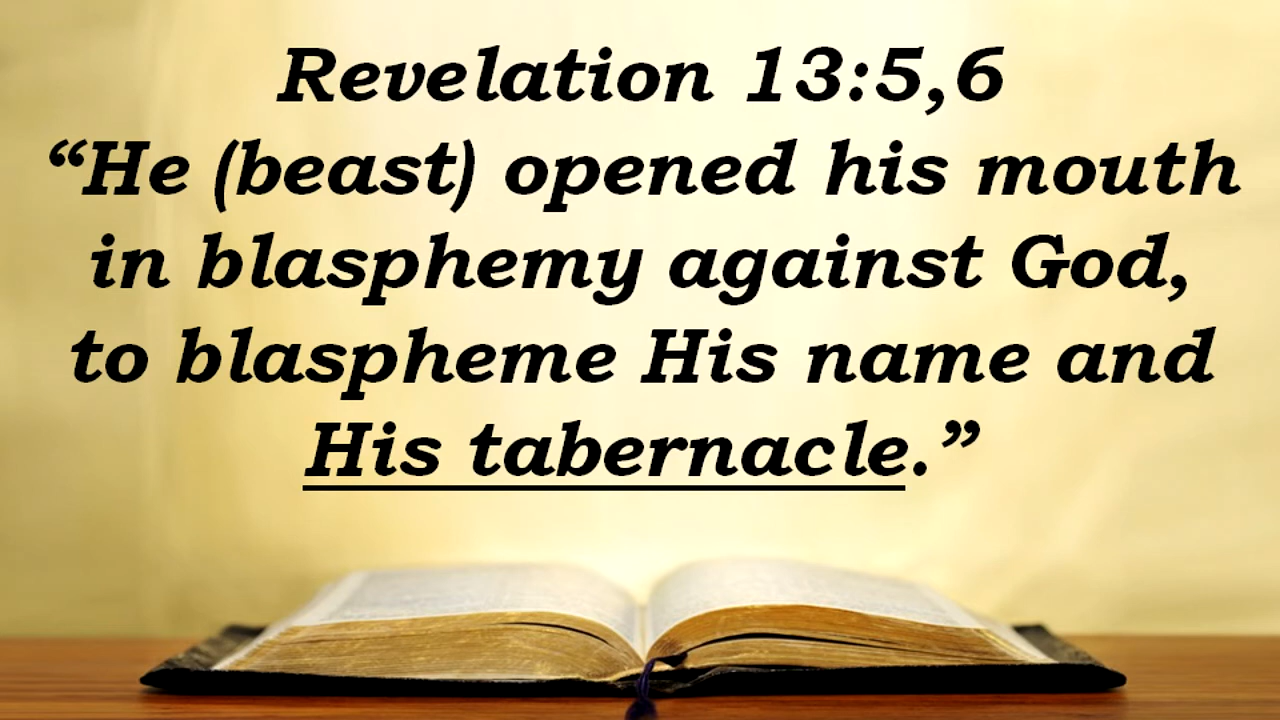 Revelation 13:5,6
“He (beast) opened his mouth
in blasphemy against God,
to blaspheme His name and
His tabernacle.”